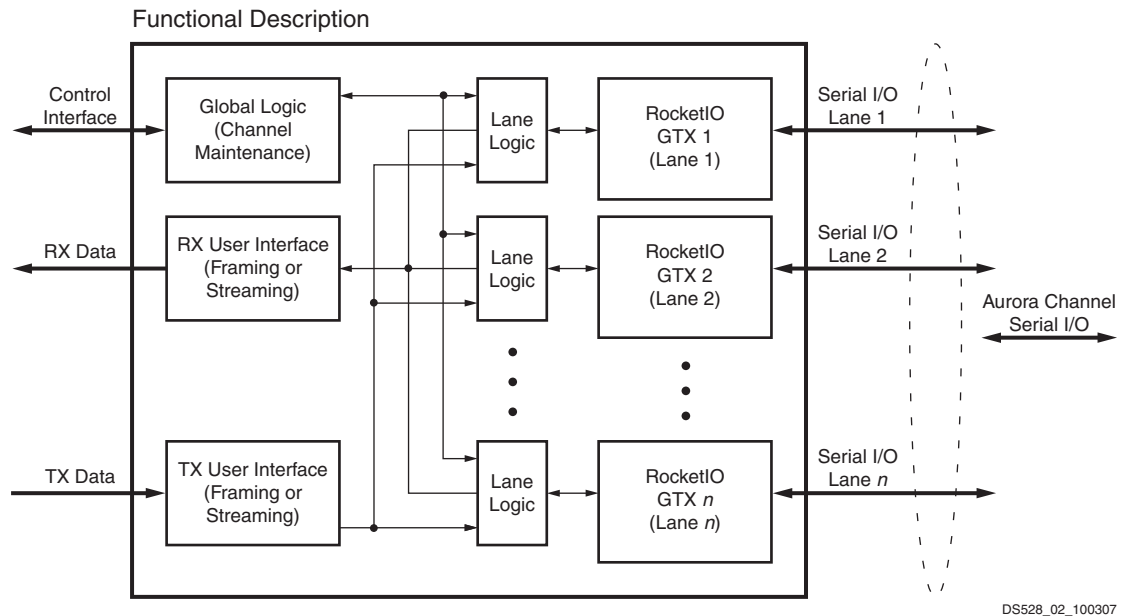 Functional Description
Control
Interface
Global Logic
(Channel
Maintenance)
Lane
Logic
RocketIO
GTX 1
(Lane 1)
Serial I/O
Lane 1
RX Data
RX User Interface
(Framing or
Streaming)
Lane
Logic
RocketIO
GTX 2
(Lane 2)
Serial I/O
Lane 2
Aurora Channel
Serial I/O
TX Data
TX User Interface
(Framing or
Streaming)
Lane
Logic
RocketIO
GTX n
(Lane n)
Serial I/O
Lane n
DS528_02_100307